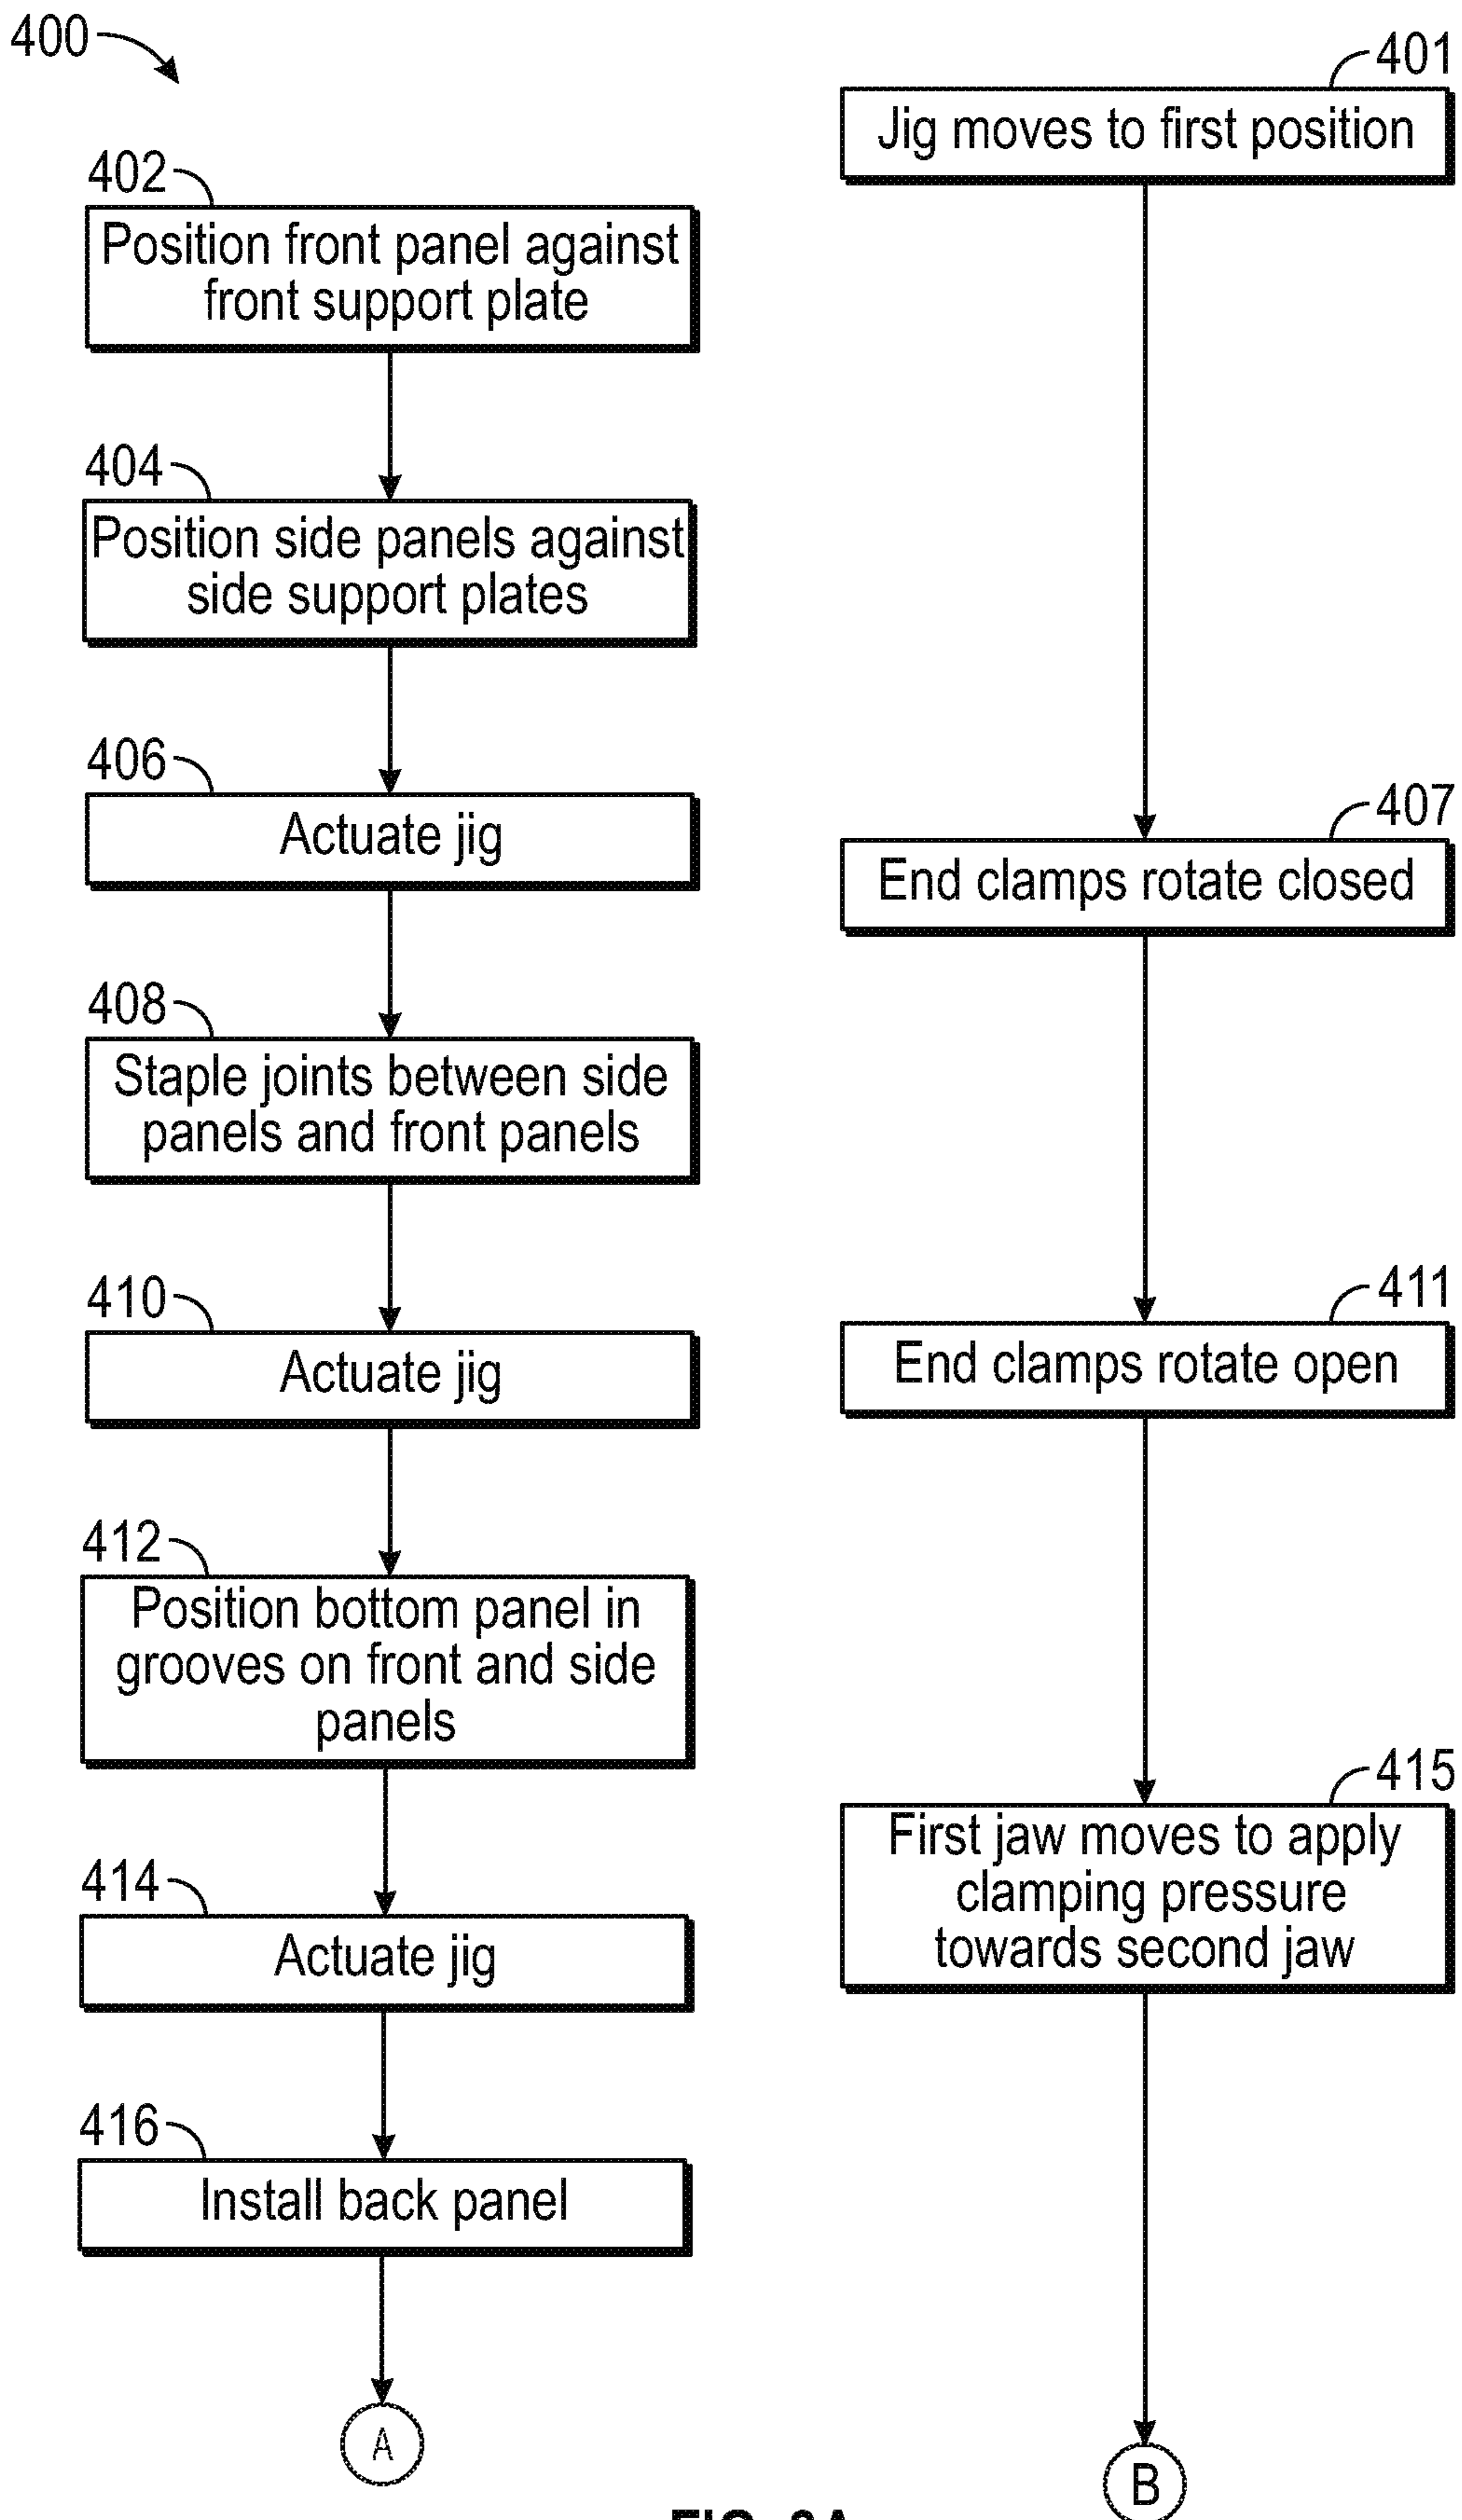 400
401
Jig moves to first position
402
Position front panel against
front support plate
404
Position side panels against
side support plates
406
Actuate jig
407
End clamps rotate closed
408
Staple joints between side
panels and front panels
410
Actuate jig
411
End clamps rotate open
412
Position bottom panel in
grooves on front and side
panels
414
Actuate jig
415
First jaw moves to apply
clamping pressure
towards second jaw
416
Install back panel
A
B